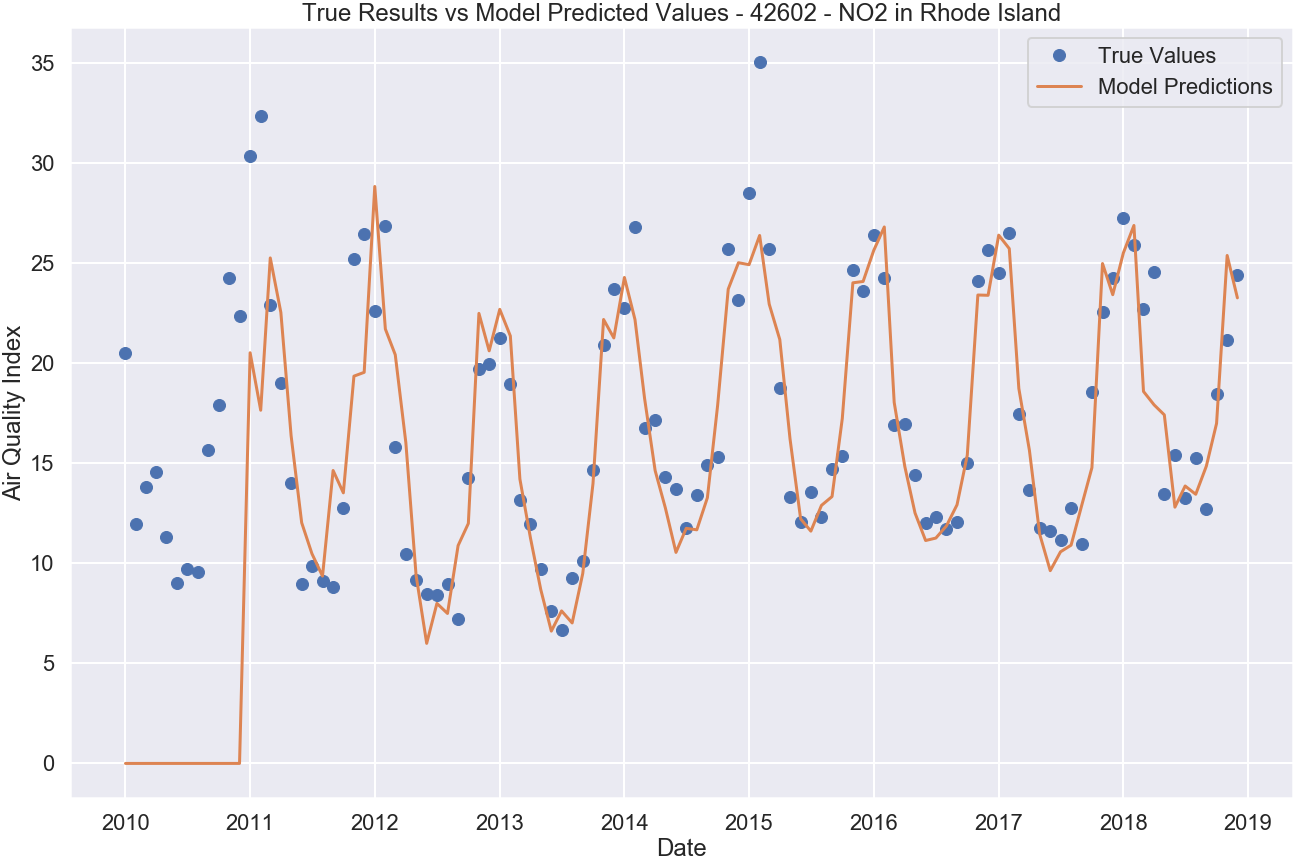 True Results vs Model Predicted Values - 42602 - NO2 in Rhode Island
True Values
Model Predictions
Air Quality Index
35
30
25
20
15
10
5
0
2010 2011 2012 2013 2014 2015 2016 2017 2018 2019
Date